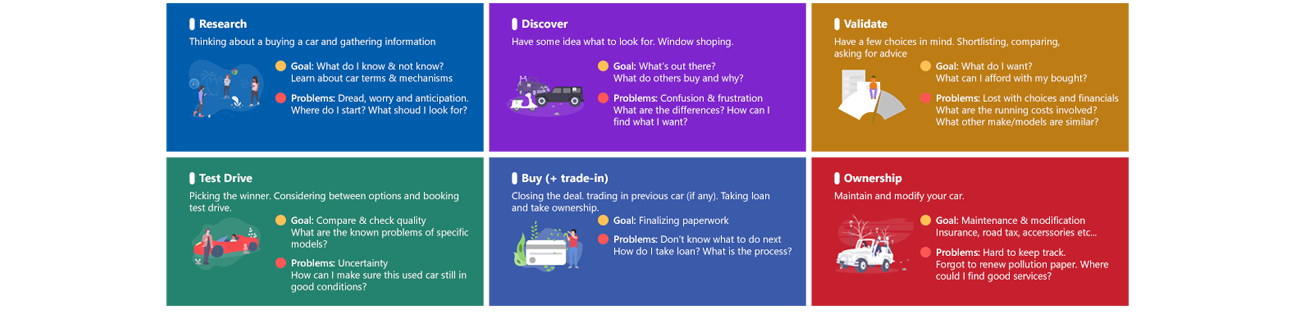 Research
Thinking about a buying a car and gathering information
Goal: What do I know & not know?
Learn about car terms & mechanisms
Problems: Dread, worry and anticipation.
Where do I start? What shoud I look for?
Discover
Have some idea what to look for. Window shoping.
Goal: What's out there?
What do others buy and why?
Problems: Confusion & frustration
What are the differences? How can I
find what I want?
Validate
Have a few choices in mind. Shortlisting, comparing,
asking for advice
Goal: What do I want?
What can I afford with my bought?
Problems: Lost with choices and financials
What are the running costs involved?
What other make/models are similar?
Test Drive
Picking the winner. Considering between options and booking
test drive.
Goal: Compare & check quality
What are the known problems of specific
models?
Problems: Uncertainty
How can I make sure this used car still in
good conditions?
Buy (+ trade-in)
Closing the deal. trading in previous car (if any). Taking loan
and take ownership.
Goal: Finalizing paperwork
Problems: Don't know what to do next
How do I take loan? What is the process?
Ownership
Maintain and modify your car.
Goal: Maintenance & modification
Insurance, road tax, accerssories etc...
Problems: Hard to keep track.
Forgot to renew pollution paper. Where
could I find good services?